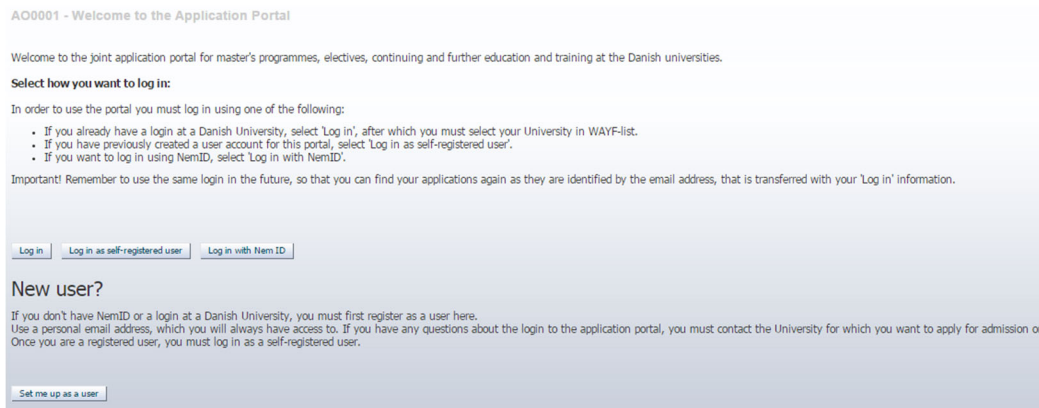 AO0001 - Welcome to the Application Portal
Welcome to the joint application portal for master's programmes, electives, continuing and further education and training at the Danish universities.
Select how you want to log in:
In order to use the portal you must log in using one of the following:
• If you already have a login at a Danish University, select 'Log in', after which you must select your University in WAYF-list.
• If you have previously created a user account for this portal, select 'Log in as self-registered user'.
• If you want to log in using NemID, select 'Log in with NemID'.
Important! Remember to use the same login in the future, so that you can find your applications again as they are identified by the email address, that is transferred with your 'Log in' information.
Log in Log in as self-registered user Log in with Nem ID
New user?
If you don't have NemID or a login at a Danish University, you must first register as a user here.
Use a personal email address, which you will always have access to. If you have any questions about the login to the application portal, you must contact the University for which you want to apply for admission o
Once you are a registered user, you must log in as a self-registered user.
Set me up as a user